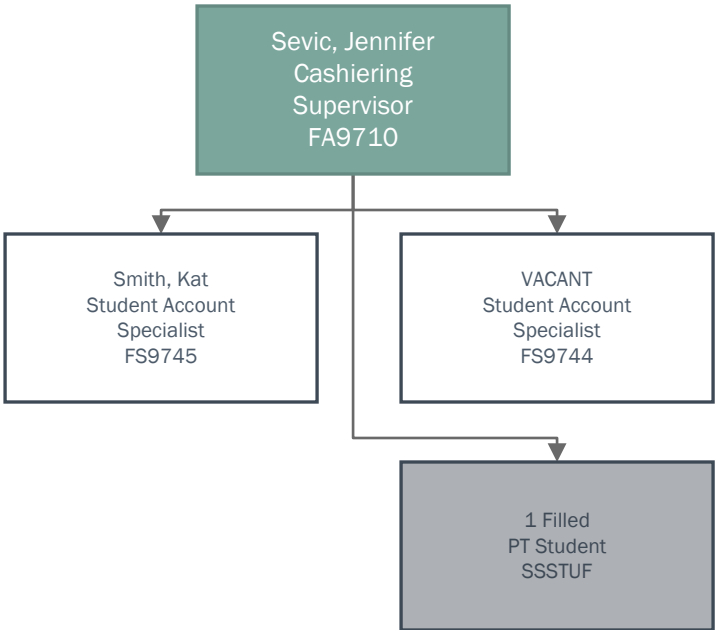 Sevic, Jennifer
Cashiering
Supervisor
FA9710
Smith, Kat
Student Account
Specialist
FS9745
VACANT
Student Account
Specialist
FS9744
1 Filled
PT Student
SSSTUF